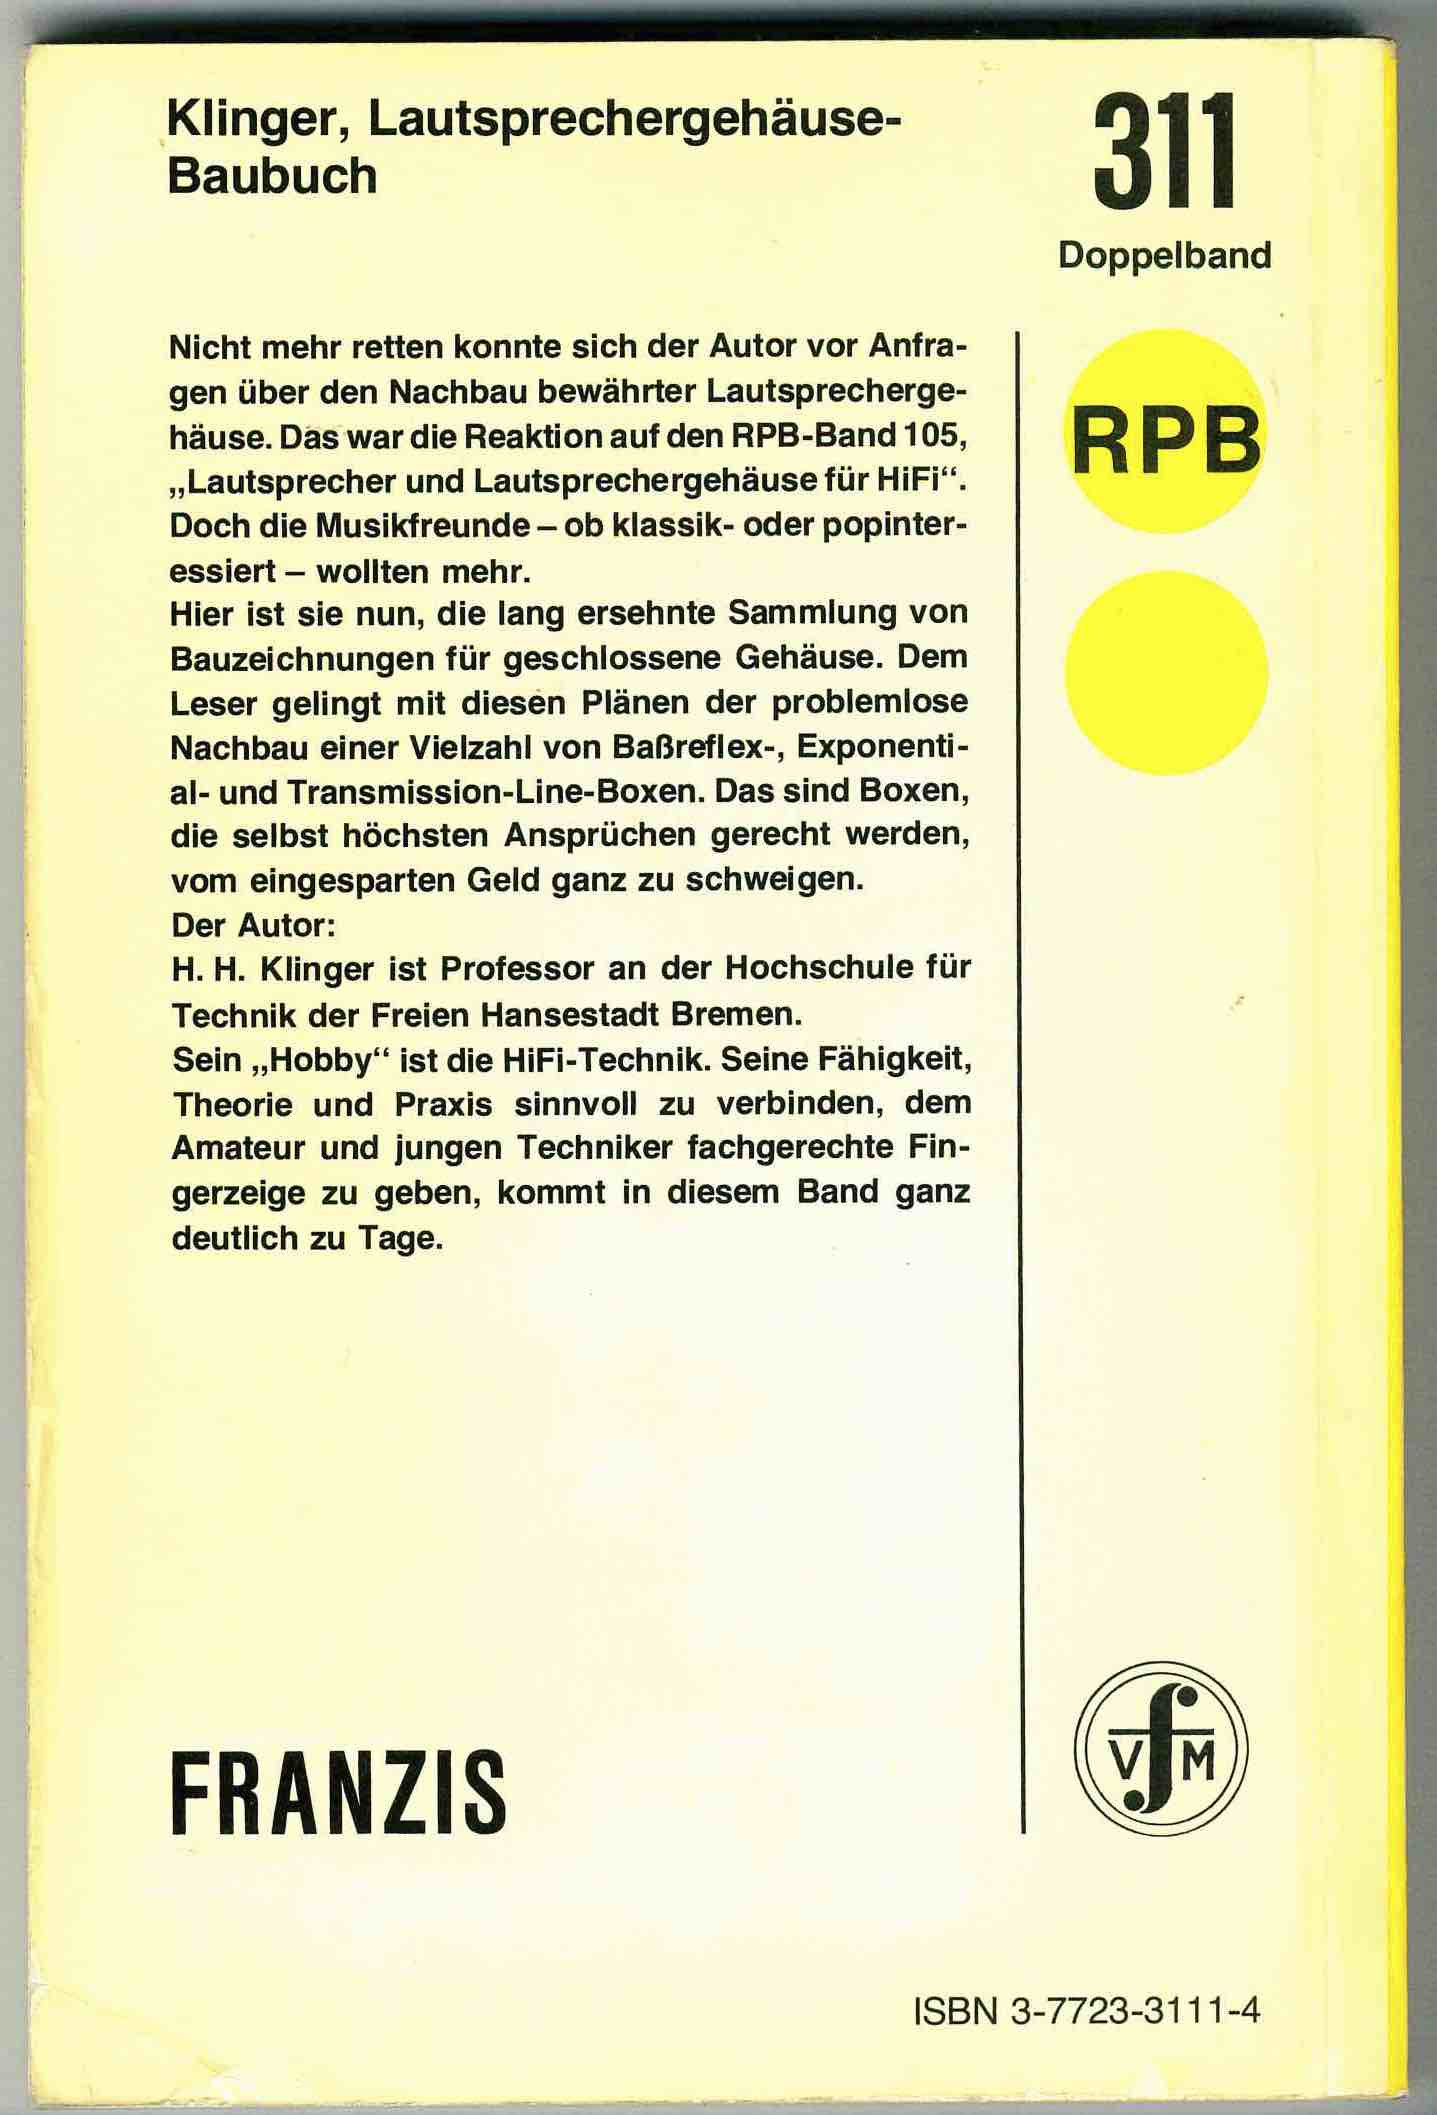 Klinger, Lautsprechergehäuse-
Baubuch
311
Doppelband
Nicht mehr retten konnte sich der Autor vor Anfra-
gen über den Nachbau bewährter Lautsprecherge-
häuse. Das war die Reaktion auf den RPB-Band 105,
„Lautsprecher und Lautsprechergehäuse für HiFi“.
Doch die Musikfreunde – ob klassik- oder popinter-
essiert – wollten mehr.
Hier ist sie nun, die lang ersehnte Sammlung von
Bauzeichnungen für geschlossene Gehäuse. Dem
Leser gelingt mit diesen Plänen der problemlose
Nachbau einer Vielzahl von Baßreflex-, Exponenti-
al- und Transmission-Line-Boxen. Das sind Boxen,
die selbst höchsten Ansprüchen gerecht werden,
vom eingesparten Geld ganz zu schweigen.
Der Autor:
H. H. Klinger ist Professor an der Hochschule für
Technik der Freien Hansestadt Bremen.
Sein „Hobby“ ist die HiFi-Technik. Seine Fähigkeit,
Theorie und Praxis sinnvoll zu verbinden, dem
Amateur und jungen Techniker fachgerechte Fin-
gerzeige zu geben, kommt in diesem Band ganz
deutlich zu Tage.
RPB
FRANZIS
VfM
ISBN 3-7723-3111-4